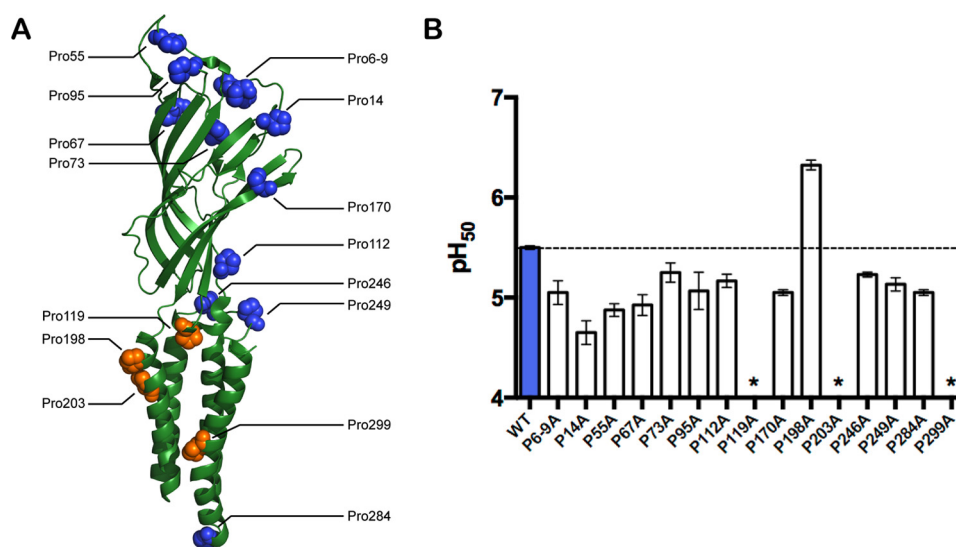 A
Pro55
Pro95
Pro67
Pro73
Pro6-9
Pro14
Pro170
Pro112
Pro246
Pro249
Pro119
Pro198
Pro203
Pro299
Pro284
B
pH50
7
6
5
4
* * *
WT P6-9A P14A P55A P67A P73A P95A P112A P119A P170A P198A P203A P246A P249A P284A P299A